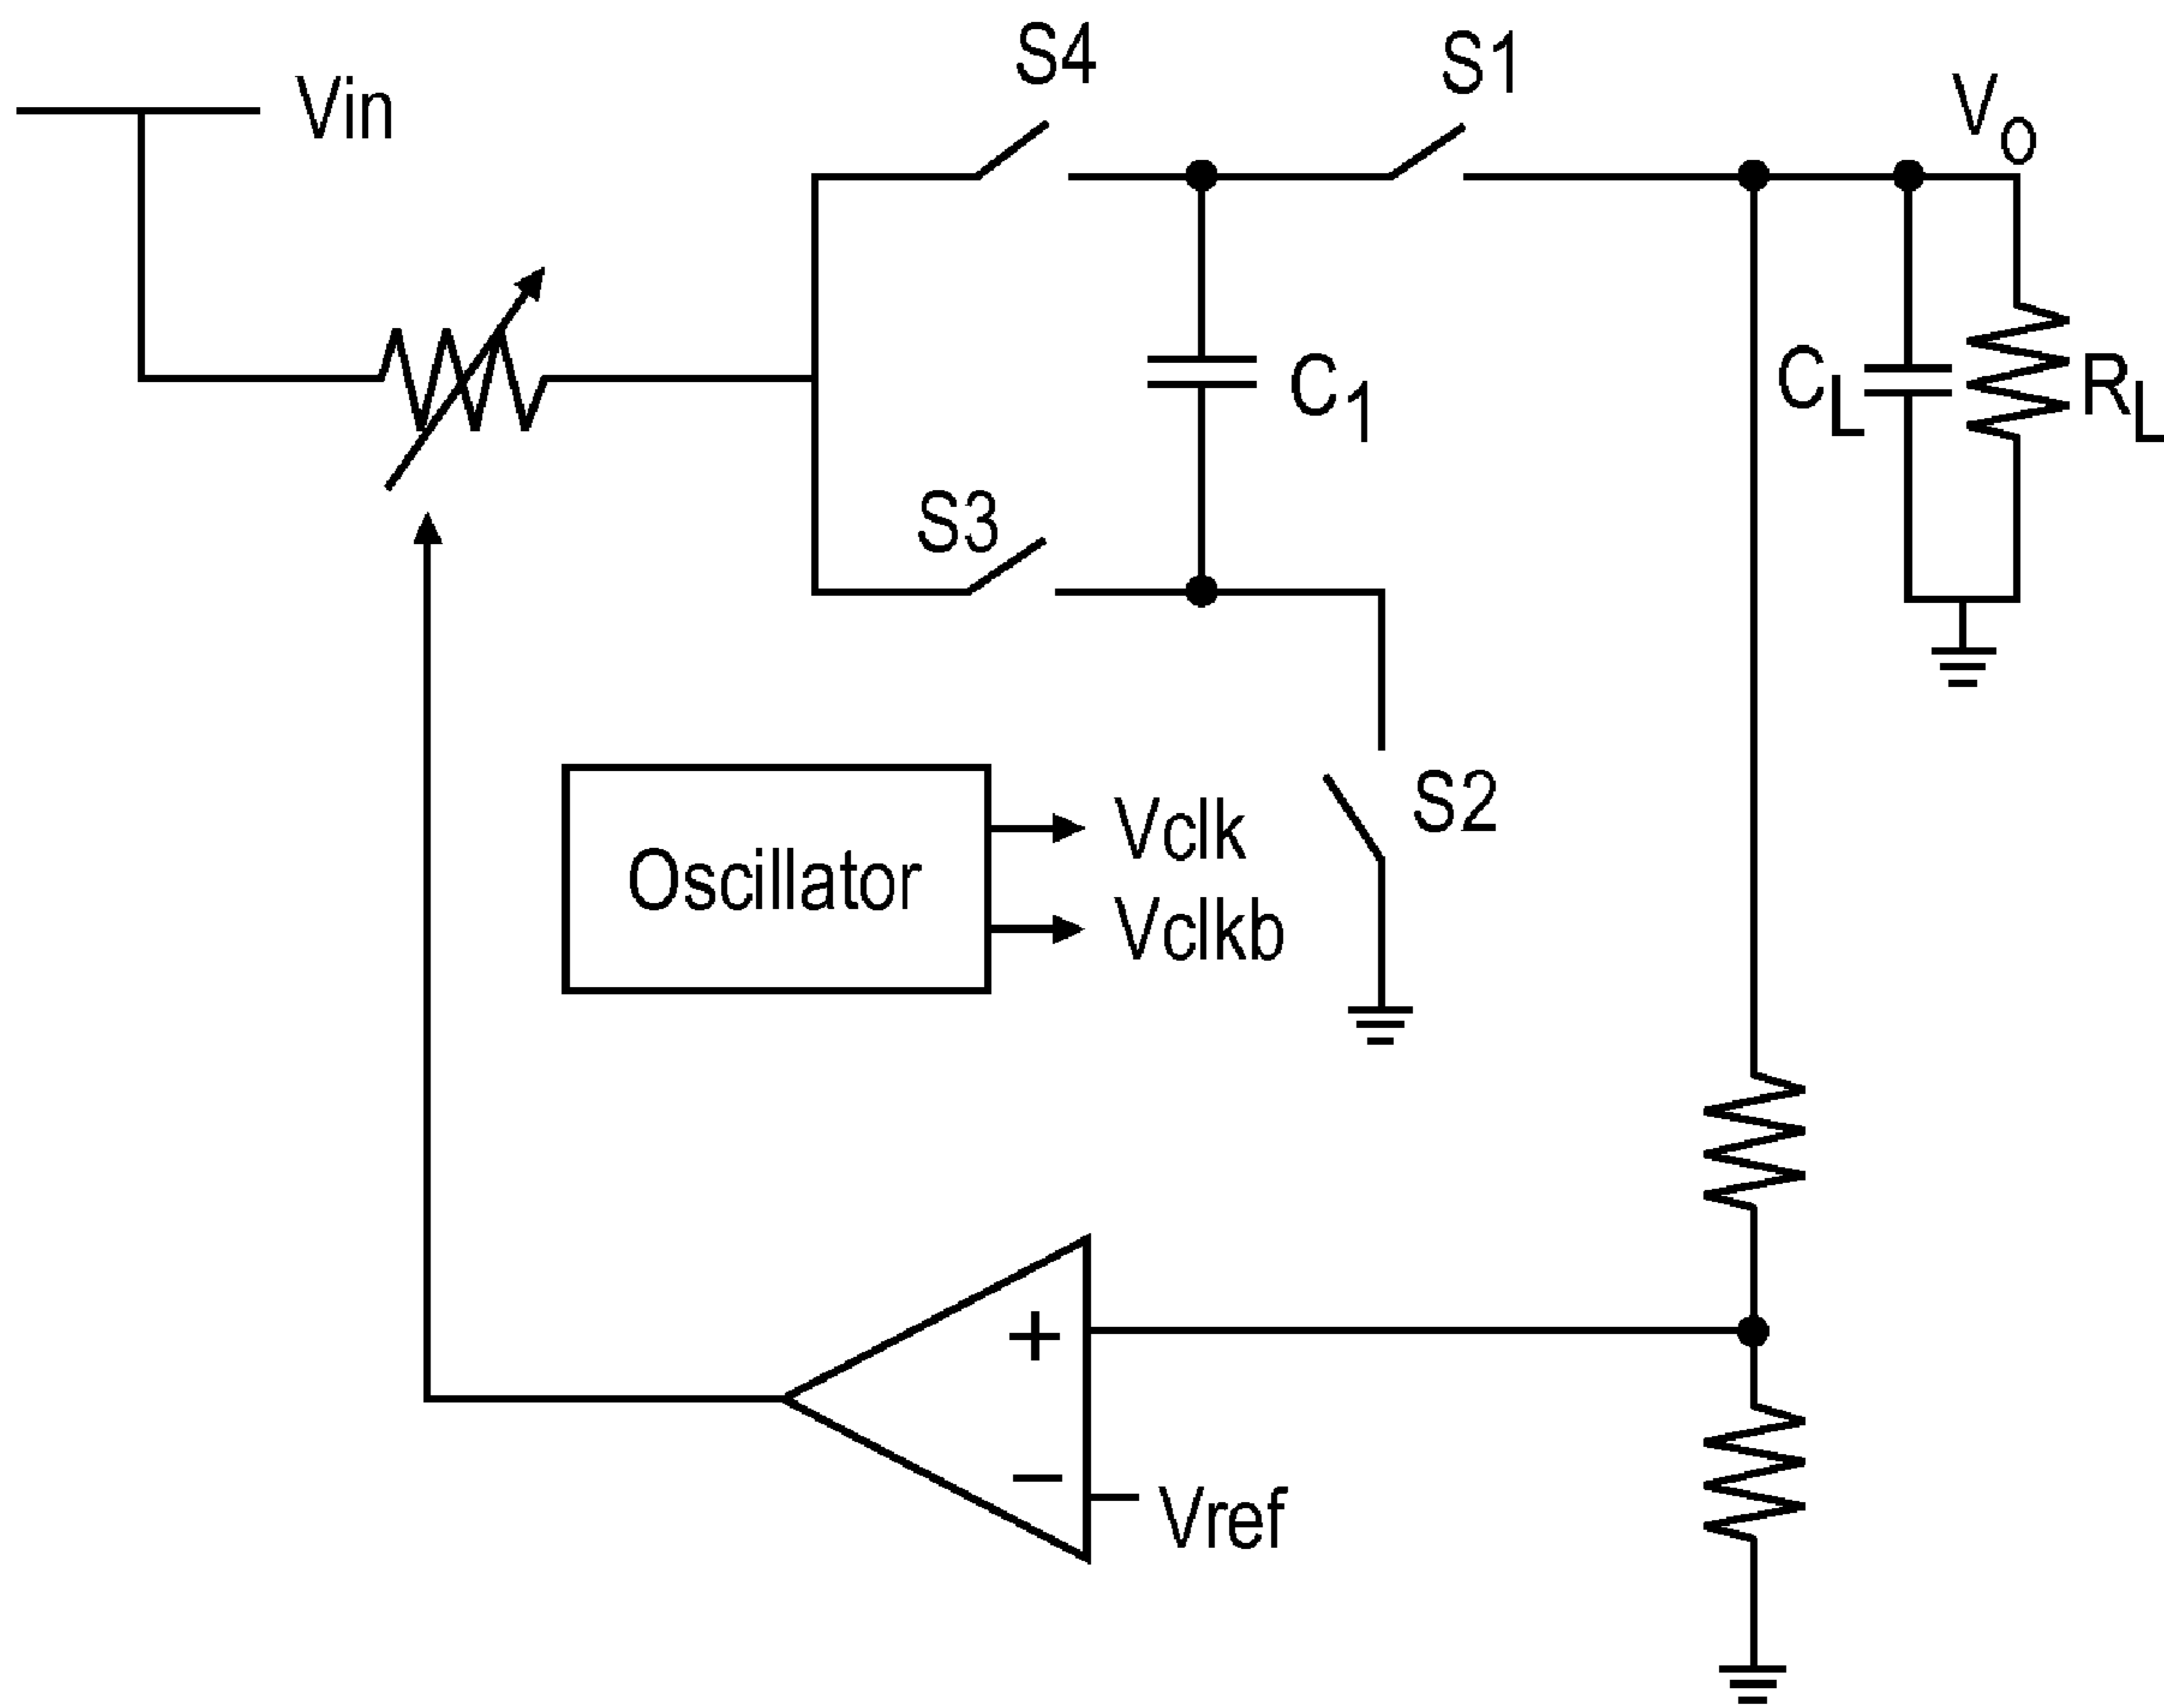 S4
S1
Vin
Vo
C1
CL
RL
S3
S2
Oscillator
Vclk
Vclkb
+
−
Vref